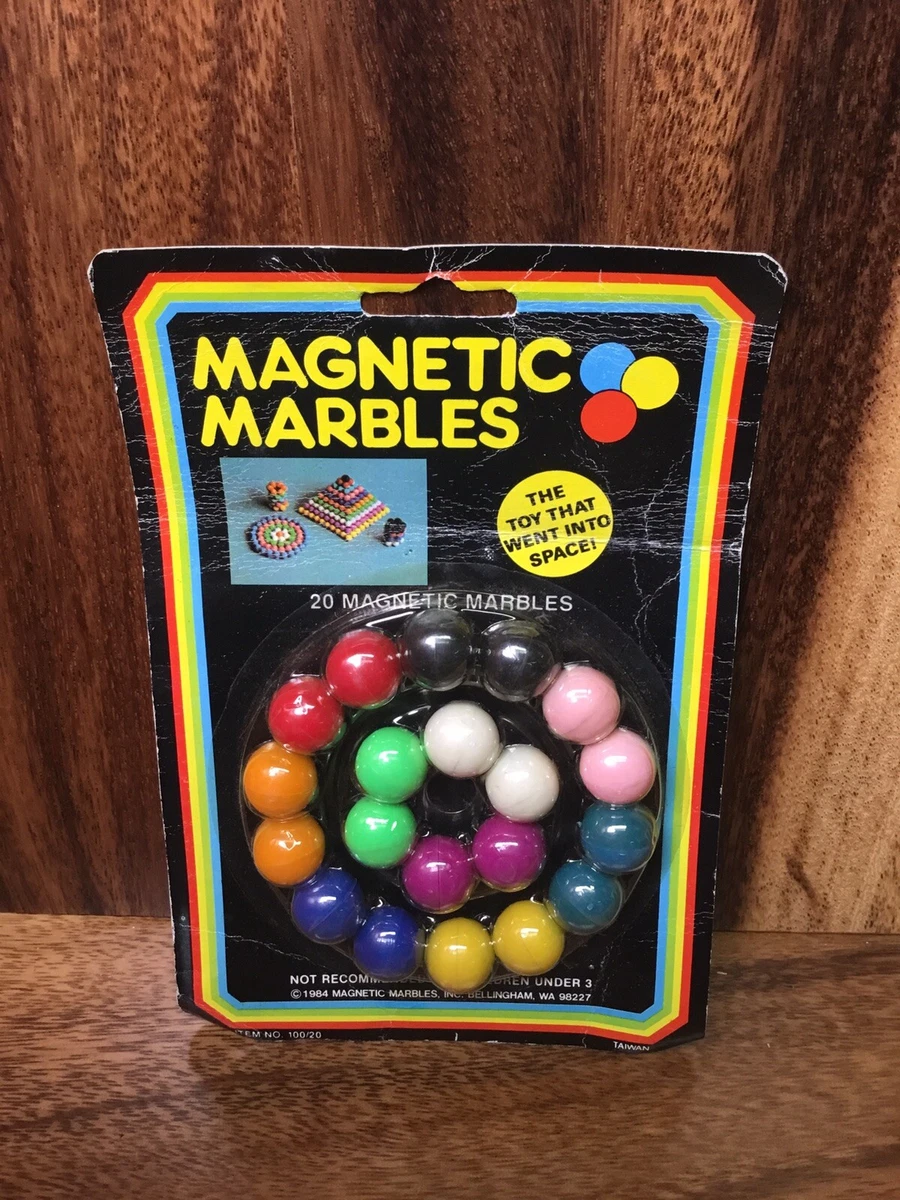 MAGNETIC
MARBLES
THE
TOY THAT
WENT INTO
SPACE!
20 MAGNETIC MARBLES
NOT UNDER 3
©1984 MAGNETIC MARBLES, INC. BELLINGHAM, WA 98227
ITEM NO. 100/20
TAIWAN